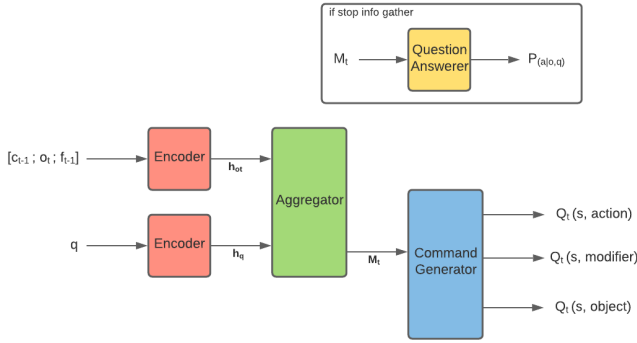 if stop info gather
Mt
Question
Answerer
P(a|o,q)
[ct-1 ; ot ; ft-1]
Encoder
hot
Aggregator
q
Encoder
hq
Mt
Command
Generator
Qt (s, action)
Qt (s, modifier)
Qt (s, object)